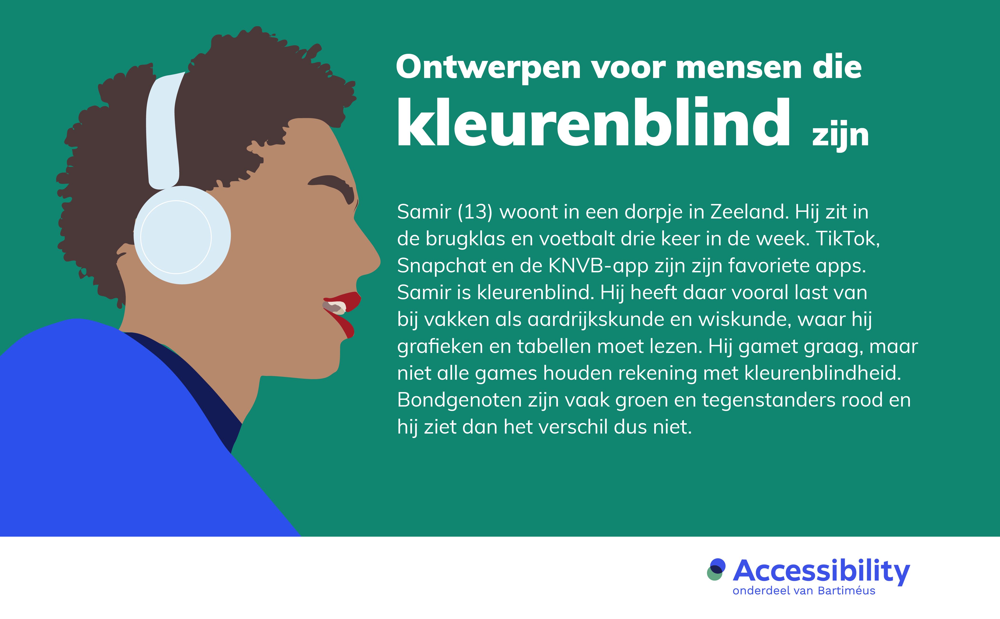 Ontwerpen voor mensen die
kleurenblind zijn
Samir (13) woont in een dorpje in Zeeland. Hij zit in
de brugklas en voetbalt drie keer in de week. TikTok,
Snapchat en de KNVB-app zijn zijn favoriete apps.
Samir is kleurenblind. Hij heeft daar vooral last van
bij vakken als aardrijkskunde en wiskunde, waar hij
grafieken en tabellen moet lezen. Hij gamet graag, maar
niet alle games houden rekening met kleurenblindheid.
Bondgenoten zijn vaak groen en tegenstanders rood en
hij ziet dan het verschil dus niet.
Accessibility
onderdeel van Bartiméus